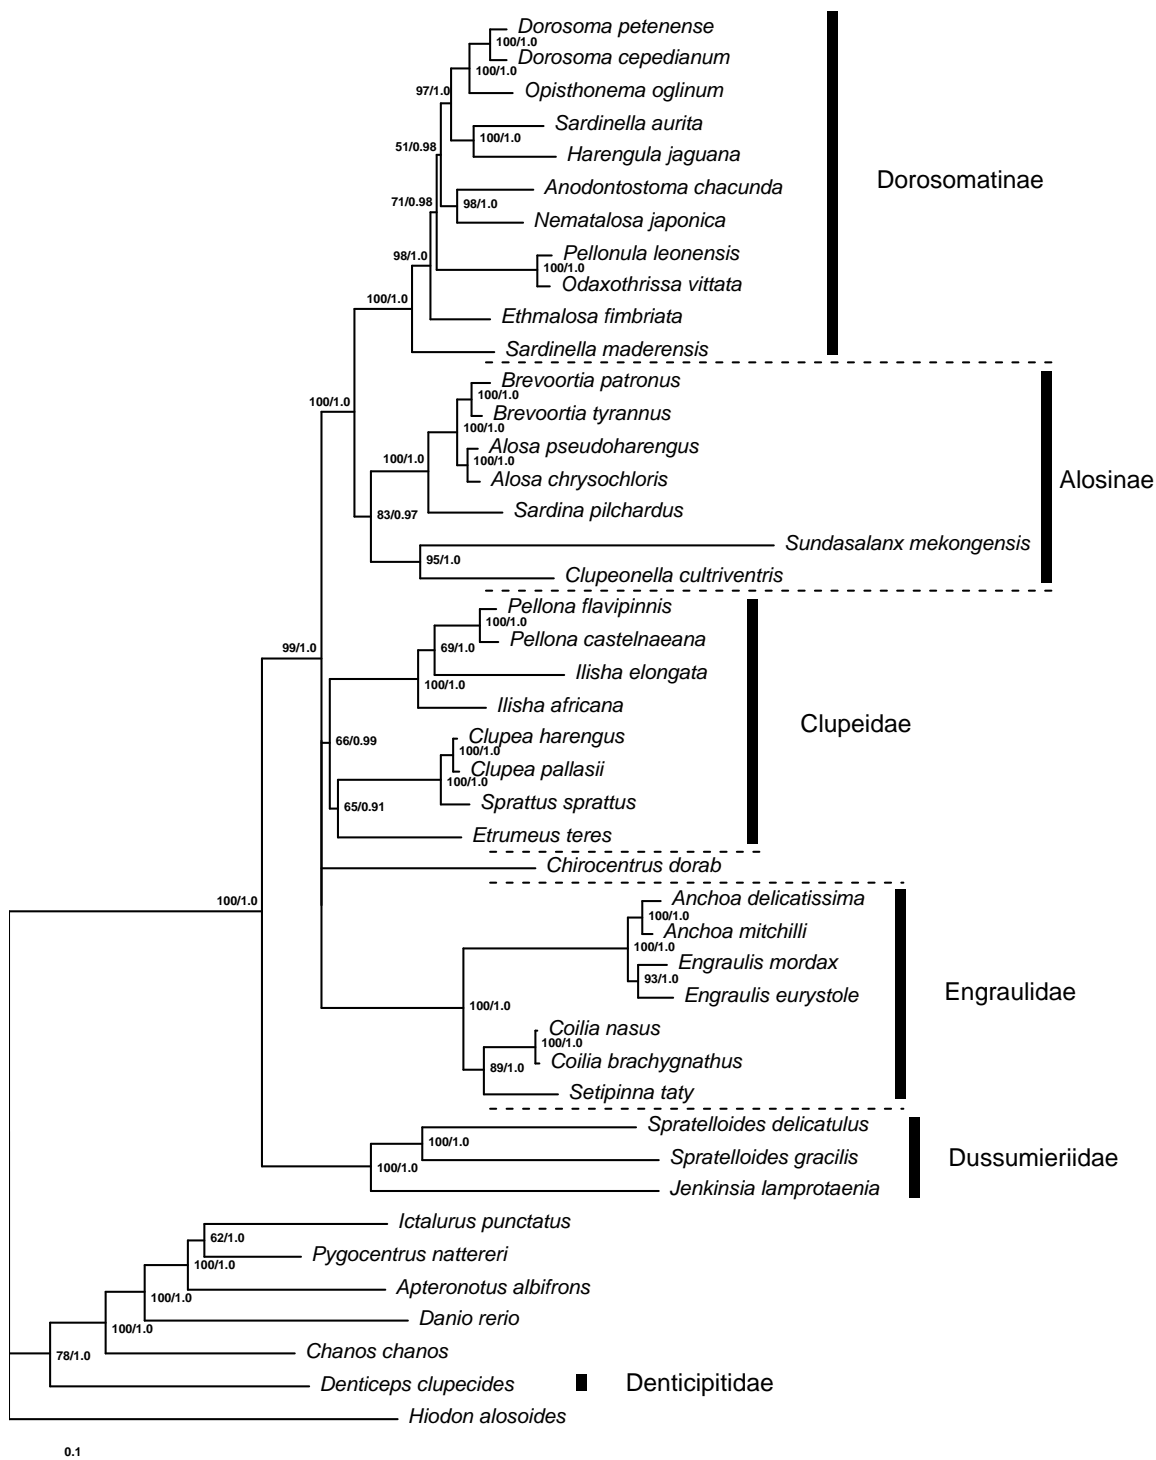 Dorosoma petenense
100/1.0
Dorosoma cepedianum
100/1.0
Opisthonema oglinum
97/1.0
Sardinella aurita
100/1.0
Harengula jaguana
51/0.98
Dorosomatinae
Anodontostoma chacunda
98/1.0
71/0.98
Nematalosa japonica
Pellonula leonensis
98/1.0
100/1.0
Odaxothrissa vittata
100/1.0
Ethmalosa fimbriata
Sardinella maderensis
Brevoortia patronus
100/1.0
100/1.0
Brevoortia tyrannus
100/1.0
Alosa pseudoharengus
100/1.0
100/1.0
Alosa chrysochloris
Alosinae
Sardina pilchardus
83/0.97
Sundasalanx mekongensis
95/1.0
Clupeonella cultriventris
Pellona flavipinnis
100/1.0
Pellona castelnaeana
99/1.0
69/1.0
Ilisha elongata
100/1.0
Ilisha africana
Clupeidae
Clupea harengus
66/0.99
100/1.0
Clupea pallasii
100/1.0
Sprattus sprattus
65/0.91
Etrumeus teres
Chirocentrus dorab
100/1.0
Anchoa delicatissima
100/1.0
Anchoa mitchilli
100/1.0
Engraulis mordax
93/1.0
Engraulis eurystole
Engraulidae
100/1.0
Coilia nasus
100/1.0
Coilia brachygnathus
89/1.0
Setipinna taty
Spratelloides delicatulus
100/1.0
Spratelloides gracilis
Dussumieriidae
100/1.0
Jenkinsia lamprotaenia
Ictalurus punctatus
62/1.0
Pygocentrus nattereri
100/1.0
Apteronotus albifrons
100/1.0
Danio rerio
100/1.0
Chanos chanos
78/1.0
Denticeps clupecides
Denticipitidae
Hiodon alosoides
0.1